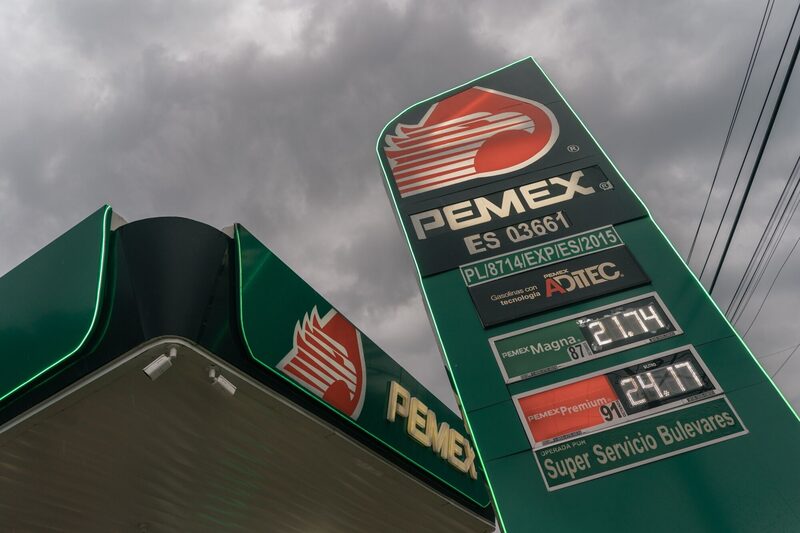 PEMEX
ES 03661
PL/8714/EXP/ES/2015
Gasolinas con
tecnología
PEMEX
ADITEC
PEMEX Magna
87
21.74
PEMEX Premium
91
24.17
OPERADA POR:
Super Servicio Bulevares
PEMEX